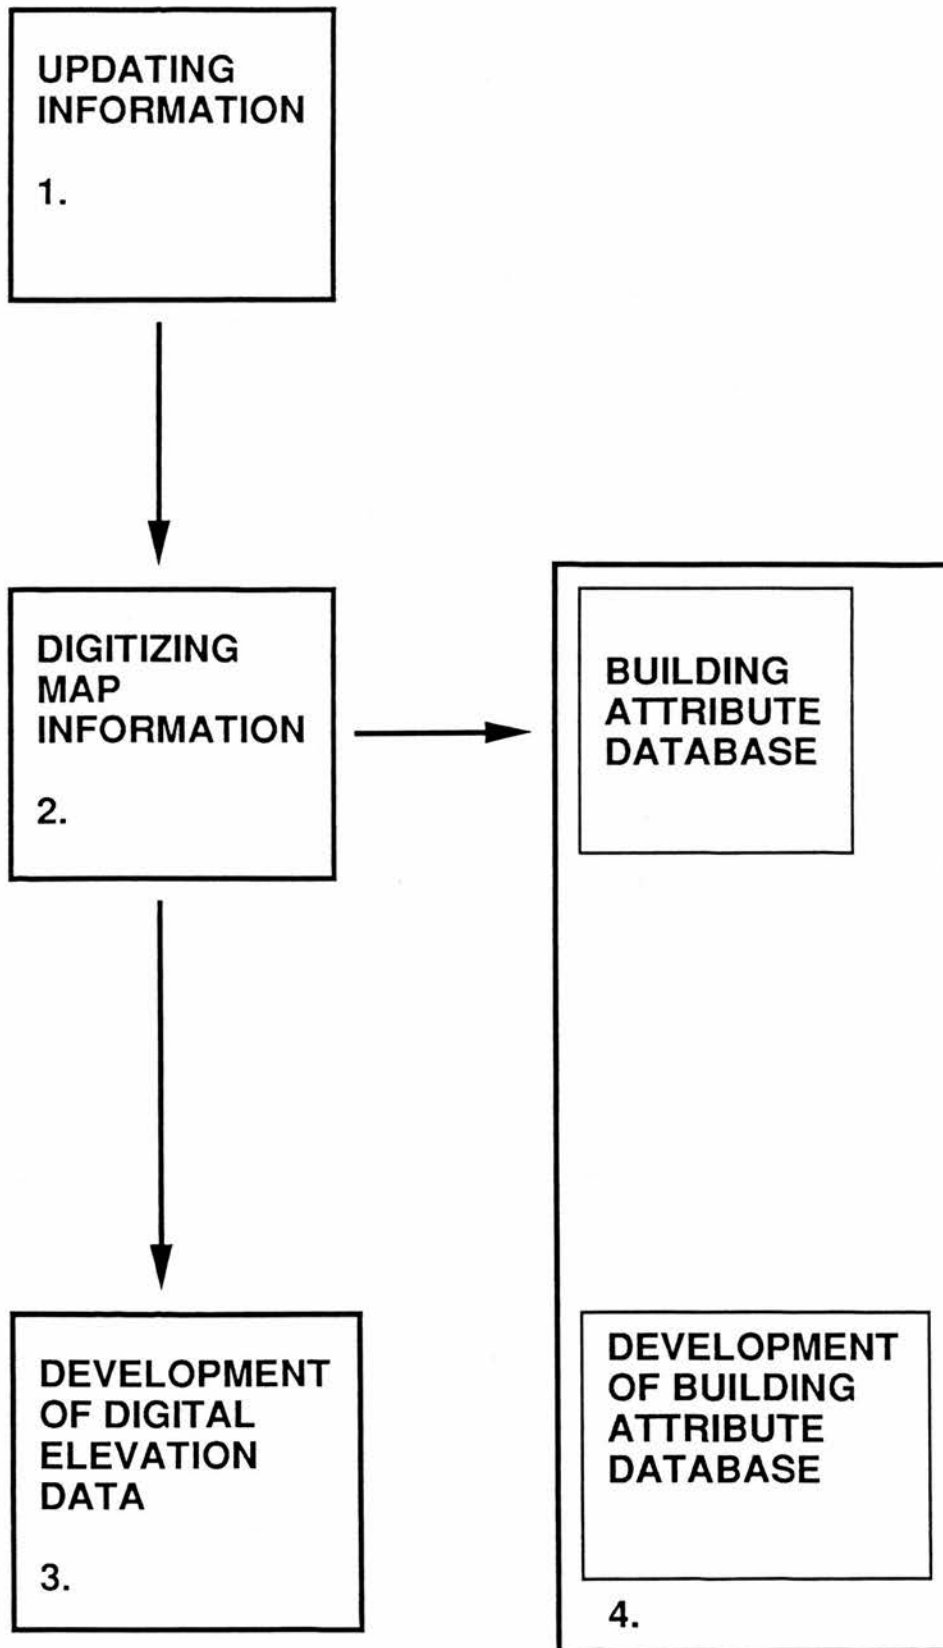 UPDATING
INFORMATION
1.
DIGITIZING
MAP
INFORMATION
2.
BUILDING
ATTRIBUTE
DATABASE
DEVELOPMENT
OF DIGITAL
ELEVATION
DATA
3.
DEVELOPMENT
OF BUILDING
ATTRIBUTE
DATABASE
4.